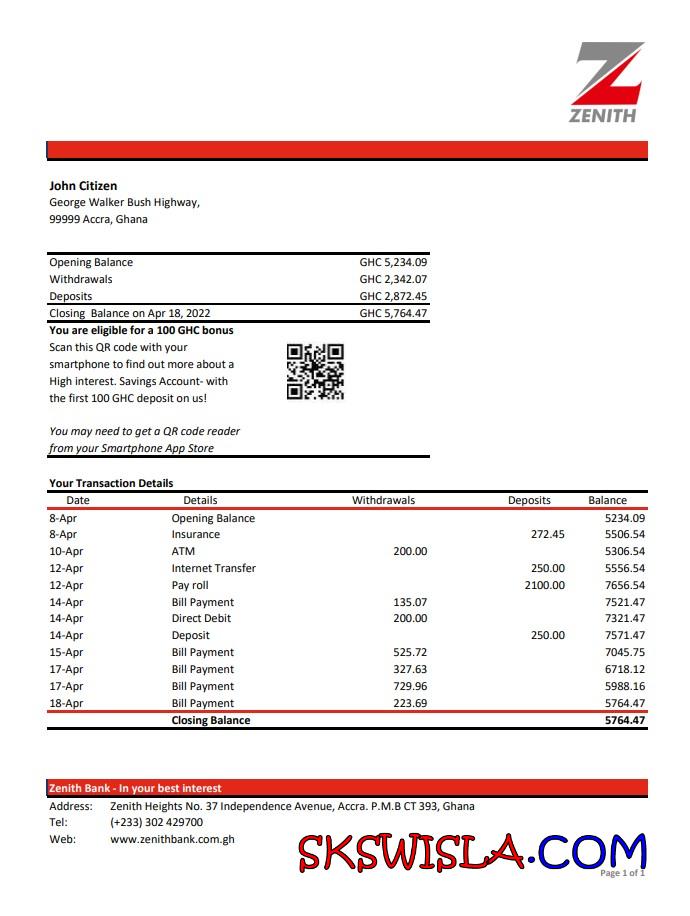 ZENITH
John Citizen
George Walker Bush Highway,
99999 Accra, Ghana
Opening Balance GHC 5,234.09
Withdrawals GHC 2,342.07
Deposits GHC 2,872.45
Closing Balance on Apr 18, 2022 GHC 5,764.47
You are eligible for a 100 GHC bonus
Scan this QR code with your
smartphone to find out more about a
High interest. Savings Account- with
the first 100 GHC deposit on us!
You may need to get a QR code reader
from your Smartphone App Store
Your Transaction Details
Date Details Withdrawals Deposits Balance
8-Apr Opening Balance 5234.09
8-Apr Insurance 272.45 5506.54
10-Apr ATM 200.00 5306.54
12-Apr Internet Transfer 250.00 5556.54
12-Apr Pay roll 2100.00 7656.54
14-Apr Bill Payment 135.07 7521.47
14-Apr Direct Debit 200.00 7321.47
14-Apr Deposit 250.00 7571.47
15-Apr Bill Payment 525.72 7045.75
17-Apr Bill Payment 327.63 6718.12
17-Apr Bill Payment 729.96 5988.16
18-Apr Bill Payment 223.69 5764.47
Closing Balance 5764.47
Zenith Bank - In your best interest
Address: Zenith Heights No. 37 Independence Avenue, Accra. P.M.B CT 393, Ghana
Tel: (+233) 302 429700
Web: www.zenithbank.com.gh
SKSWISLA.COM
Page 1 of 1